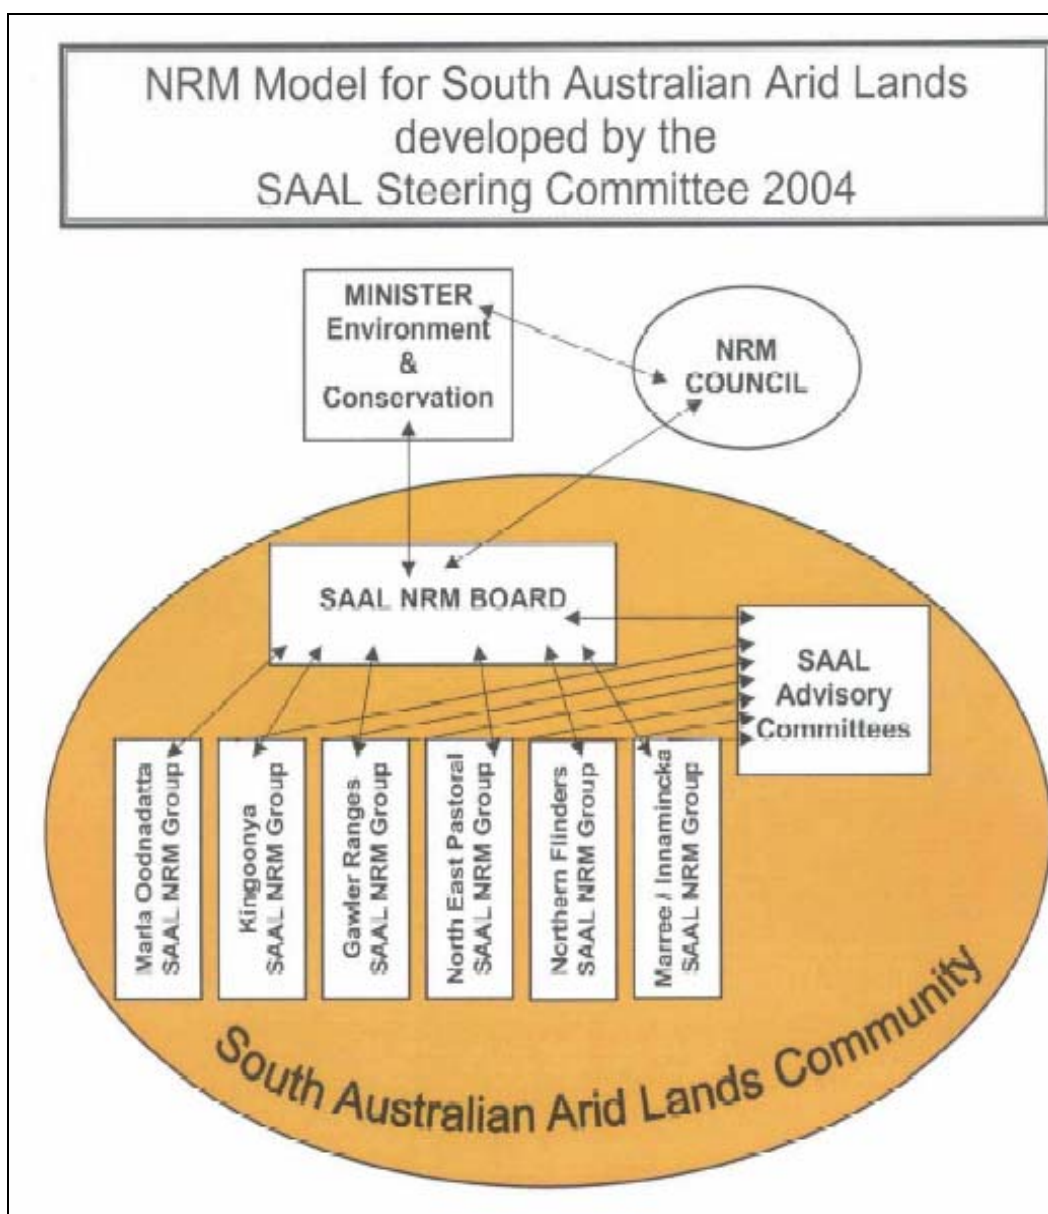 NRM Model for South Australian Arid Lands
developed by the
SAAL Steering Committee 2004
MINISTER
Environment
&
Conservation
NRM
COUNCIL
SAAL NRM BOARD
SAAL
Advisory
Committees
Marla Oodnadatta
SAAL NRM Group
Kingoonya
SAAL NRM Group
Gawler Ranges
SAAL NRM Group
North East Pastoral
SAAL NRM Group
Northern Flinders
SAAL NRM Group
Marree / Innamincka
SAAL NRM Group
South Australian Arid Lands Community